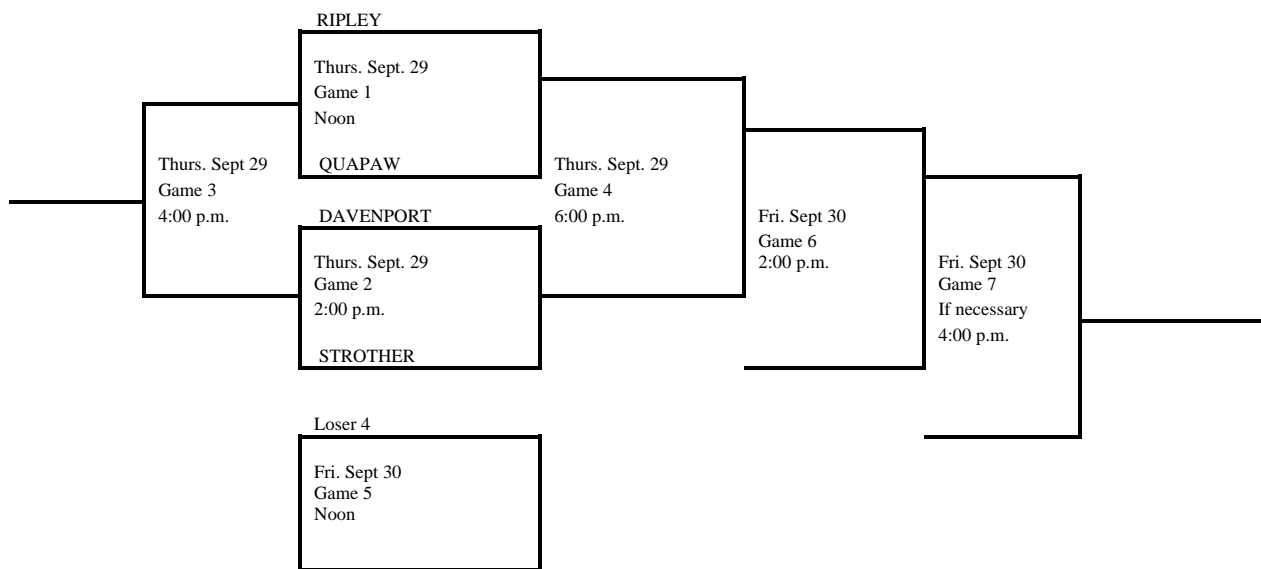 RIPLEY
Thurs. Sept. 29
Game 1
Noon
QUAPAW
Thurs. Sept 29
Game 3
4:00 p.m.
DAVENPORT
Thurs. Sept. 29
Game 2
2:00 p.m.
STROTHER
Thurs. Sept. 29
Game 4
6:00 p.m.
Fri. Sept 30
Game 6
2:00 p.m.
Fri. Sept 30
Game 7
If necessary
4:00 p.m.
Loser 4
Fri. Sept 30
Game 5
Noon